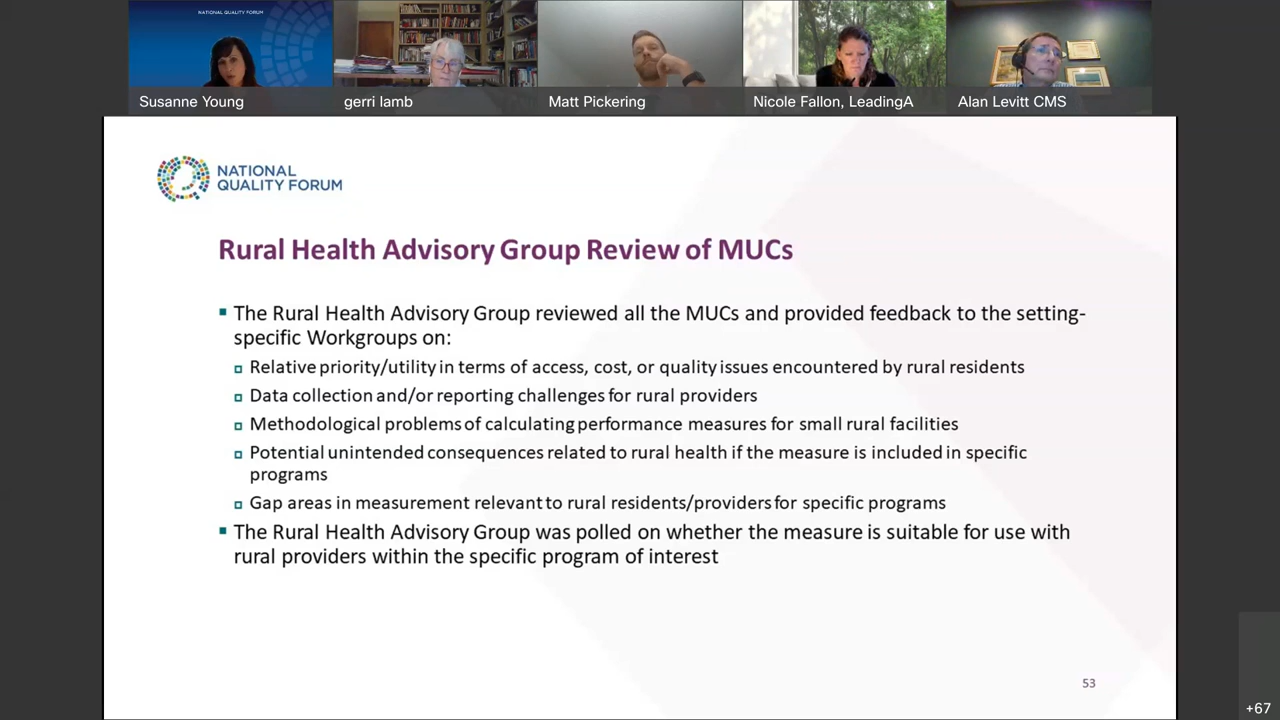 NATIONAL QUALITY FORUM
Susanne Young
gerri lamb
Matt Pickering
Nicole Fallon, LeadingA
Alan Levitt CMS
NATIONAL
QUALITY FORUM
Rural Health Advisory Group Review of MUCs
▪ The Rural Health Advisory Group reviewed all the MUCs and provided feedback to the setting-
specific Workgroups on:
Relative priority/utility in terms of access, cost, or quality issues encountered by rural residents
Data collection and/or reporting challenges for rural providers
Methodological problems of calculating performance measures for small rural facilities
Potential unintended consequences related to rural health if the measure is included in specific
programs
Gap areas in measurement relevant to rural residents/providers for specific programs
▪ The Rural Health Advisory Group was polled on whether the measure is suitable for use with
rural providers within the specific program of interest
53
+67